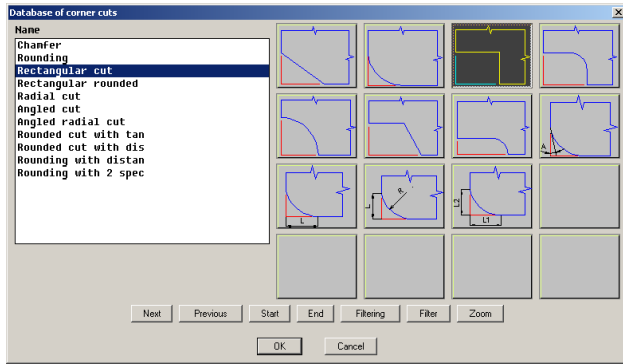 Database of corner cuts
Name
Chamfer
Rounding
Rectangular cut
Rectangular rounded
Radial cut
Angled cut
Angled radial cut
Rounded cut with tan
Rounded cut with dis
Rounding with distan
Rounding with 2 spec
A
L
L
R
L2
L1
Next Previous Start End Filtering Filter Zoom
OK Cancel